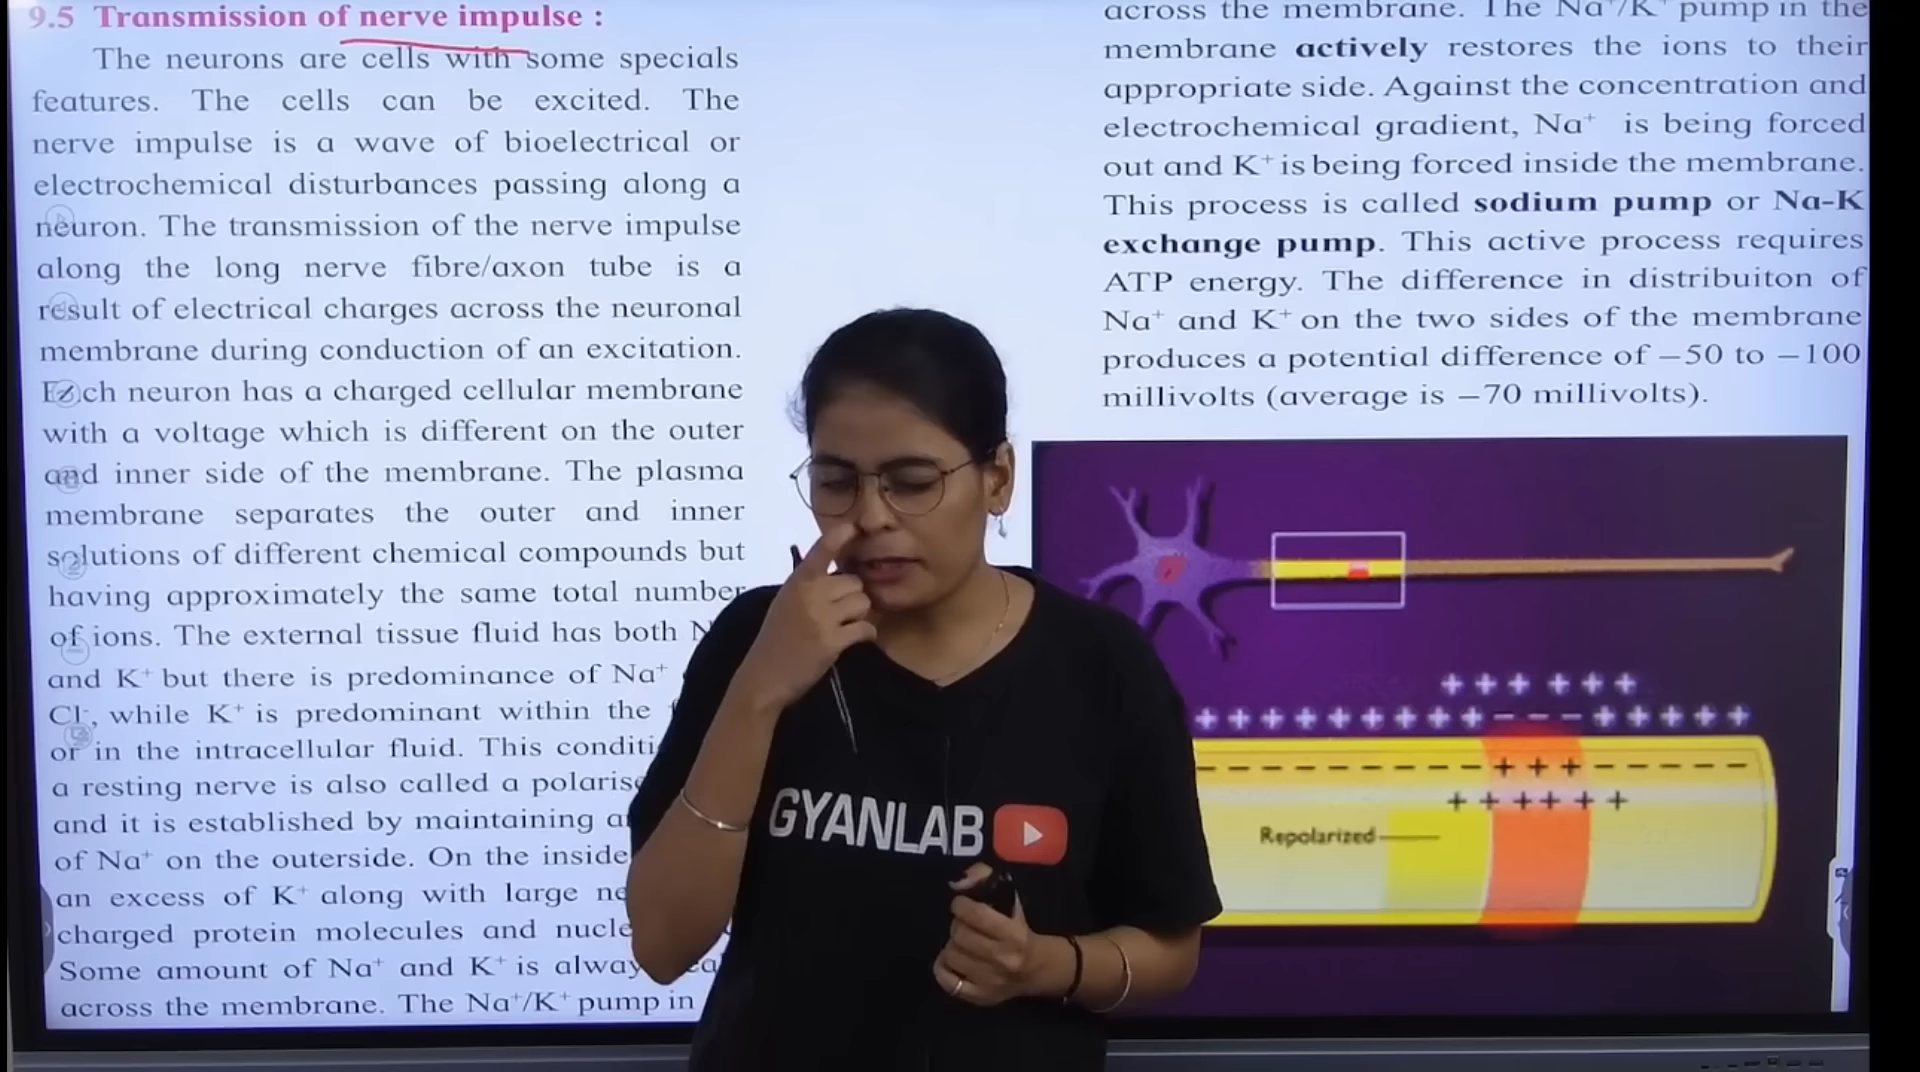 9.5 Transmission of nerve impulse :
The neurons are cells with some specials
features. The cells can be excited. The
nerve impulse is a wave of bioelectrical or
electrochemical disturbances passing along a
neuron. The transmission of the nerve impulse
along the long nerve fibre/axon tube is a
result of electrical charges across the neuronal
membrane during conduction of an excitation.
Each neuron has a charged cellular membrane
with a voltage which is different on the outer
and inner side of the membrane. The plasma
membrane separates the outer and inner
solutions of different chemical compounds but
having approximately the same total number
of ions. The external tissue fluid has both
and K⁺ but there is predominance of Na⁺
Cl⁻, while K⁺ is predominant within the
or in the intracellular fluid. This
a resting nerve is also called a
and it is established by maintaining
of Na⁺ on the outerside. On the inside
an excess of K⁺ along with large
charged protein molecules and
Some amount of Na⁺ and K⁺ is
across the membrane. The Na⁺/K⁺ pump in
across the membrane. The Na⁺/K⁺ pump in the
membrane actively restores the ions to their
appropriate side. Against the concentration and
electrochemical gradient, Na⁺ is being forced
out and K⁺ is being forced inside the membrane.
This process is called sodium pump or Na-K
exchange pump. This active process requires
ATP energy. The difference in distribuiton of
Na⁺ and K⁺ on the two sides of the membrane
produces a potential difference of −50 to −100
millivolts (average is −70 millivolts).
+ + + + + +
+ + + + + + + + + − − − + + + + +
− − − − − − − − − + + + − − − − −
+ + + + + +
Repolarized
GYANLAB